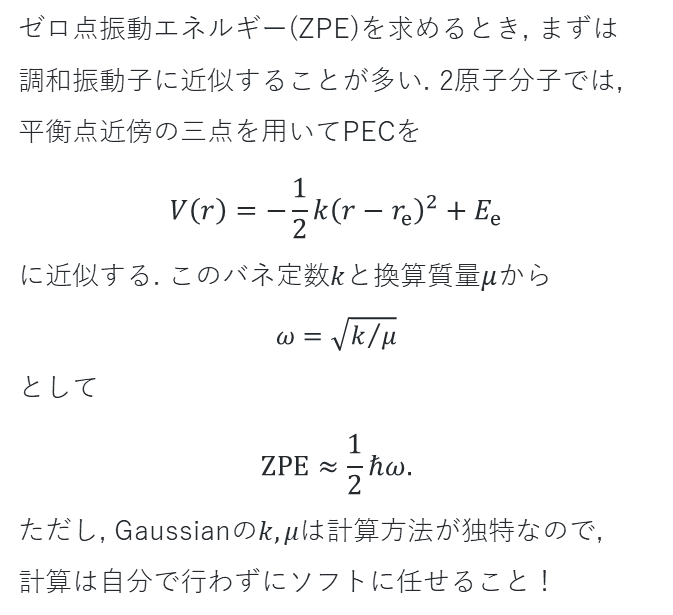 ゼロ点振動エネルギー(ZPE)を求めるとき, まずは
調和振動子に近似することが多い. 2原子分子では,
平衡点近傍の三点を用いてPECを
V(r) = −\frac{1}{2}k(r − r_e)^2 + E_e
に近似する. このバネ定数kと換算質量μから
ω = \sqrt{k/μ}
として
ZPE ≈ \frac{1}{2}ℏω.
ただし, Gaussianのk,μは計算方法が独特なので,
計算は自分で行わずにソフトに任せること！